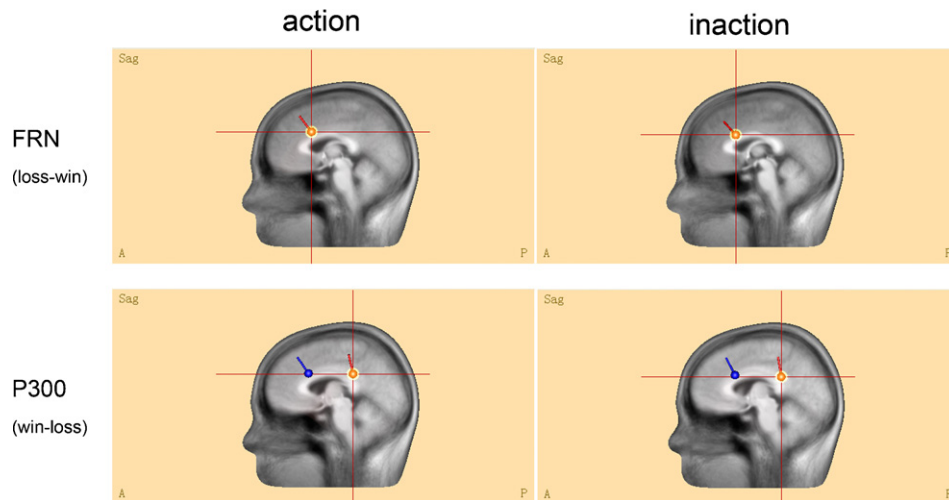 action
inaction
FRN
(loss-win)
Sag
A
P
Sag
A
P300
(win-loss)
Sag
A
P
Sag
A